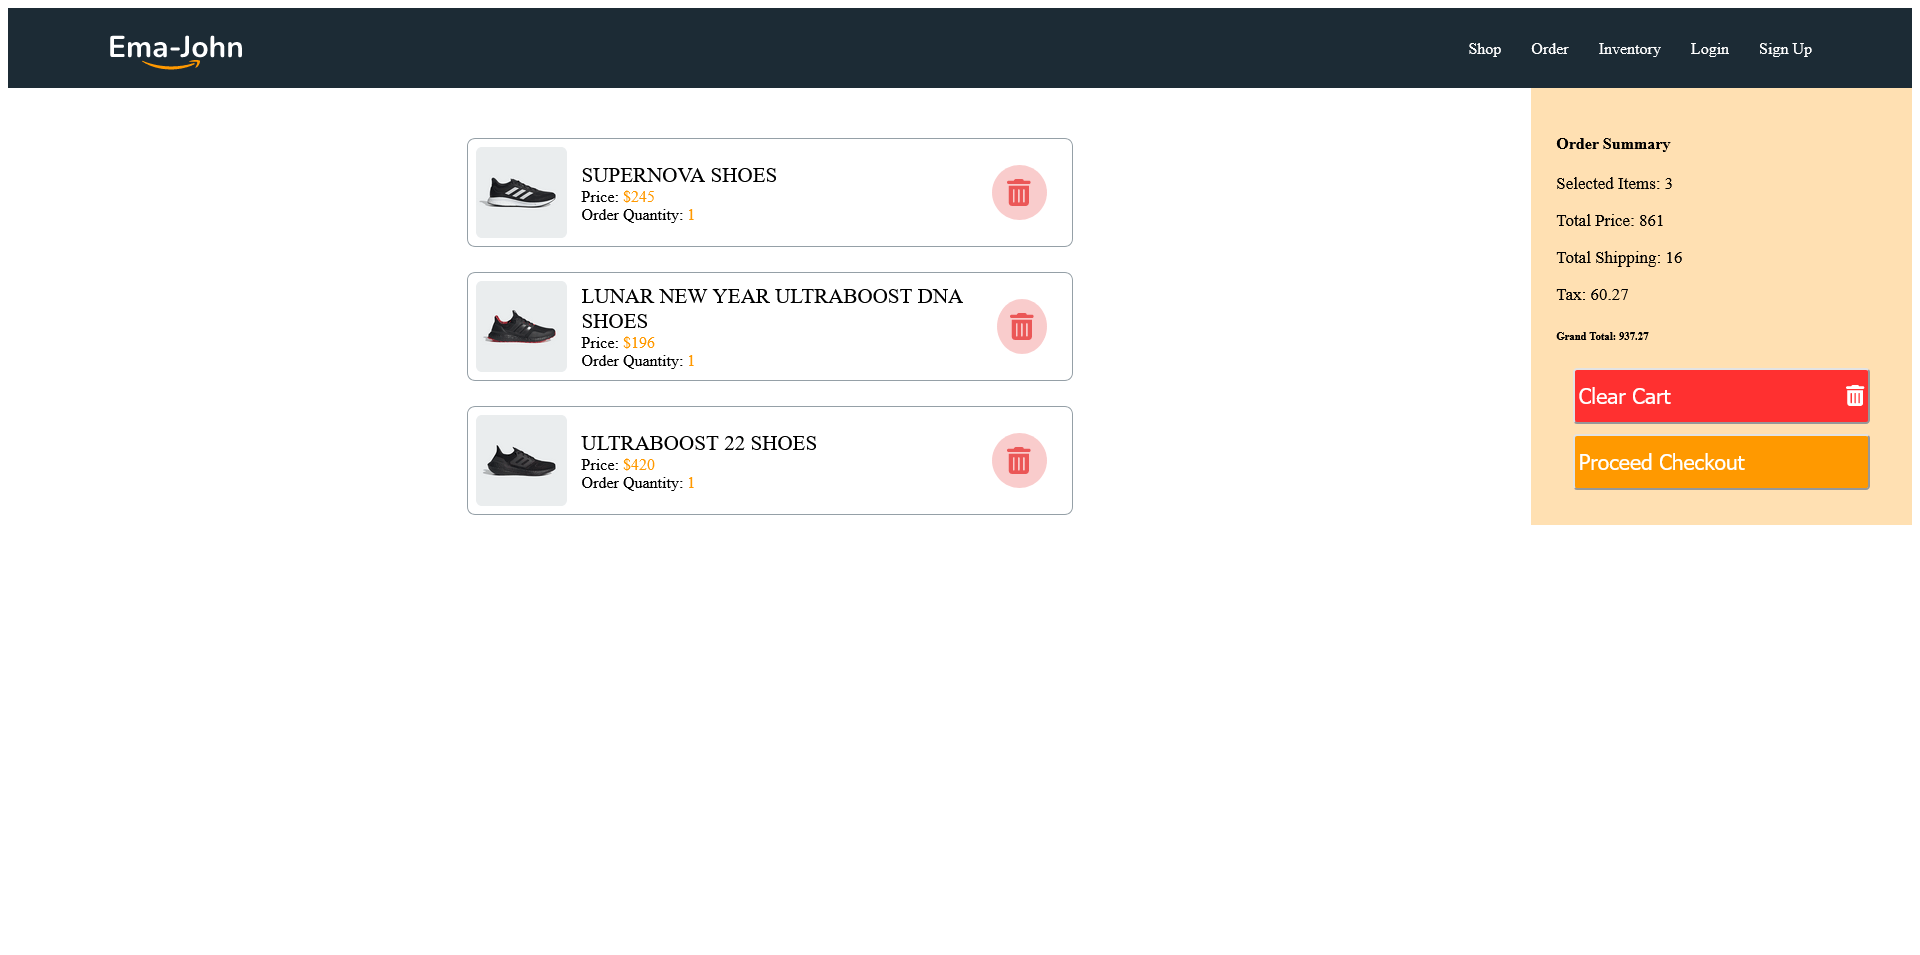 Ema-John
Shop Order Inventory Login Sign Up
SUPERNOVA SHOES
Price: $245
Order Quantity: 1
LUNAR NEW YEAR ULTRABOOST DNA
SHOES
Price: $196
Order Quantity: 1
ULTRABOOST 22 SHOES
Price: $420
Order Quantity: 1
Order Summary
Selected Items: 3
Total Price: 861
Total Shipping: 16
Tax: 60.27
Grand Total: 937.27
Clear Cart
Proceed Checkout